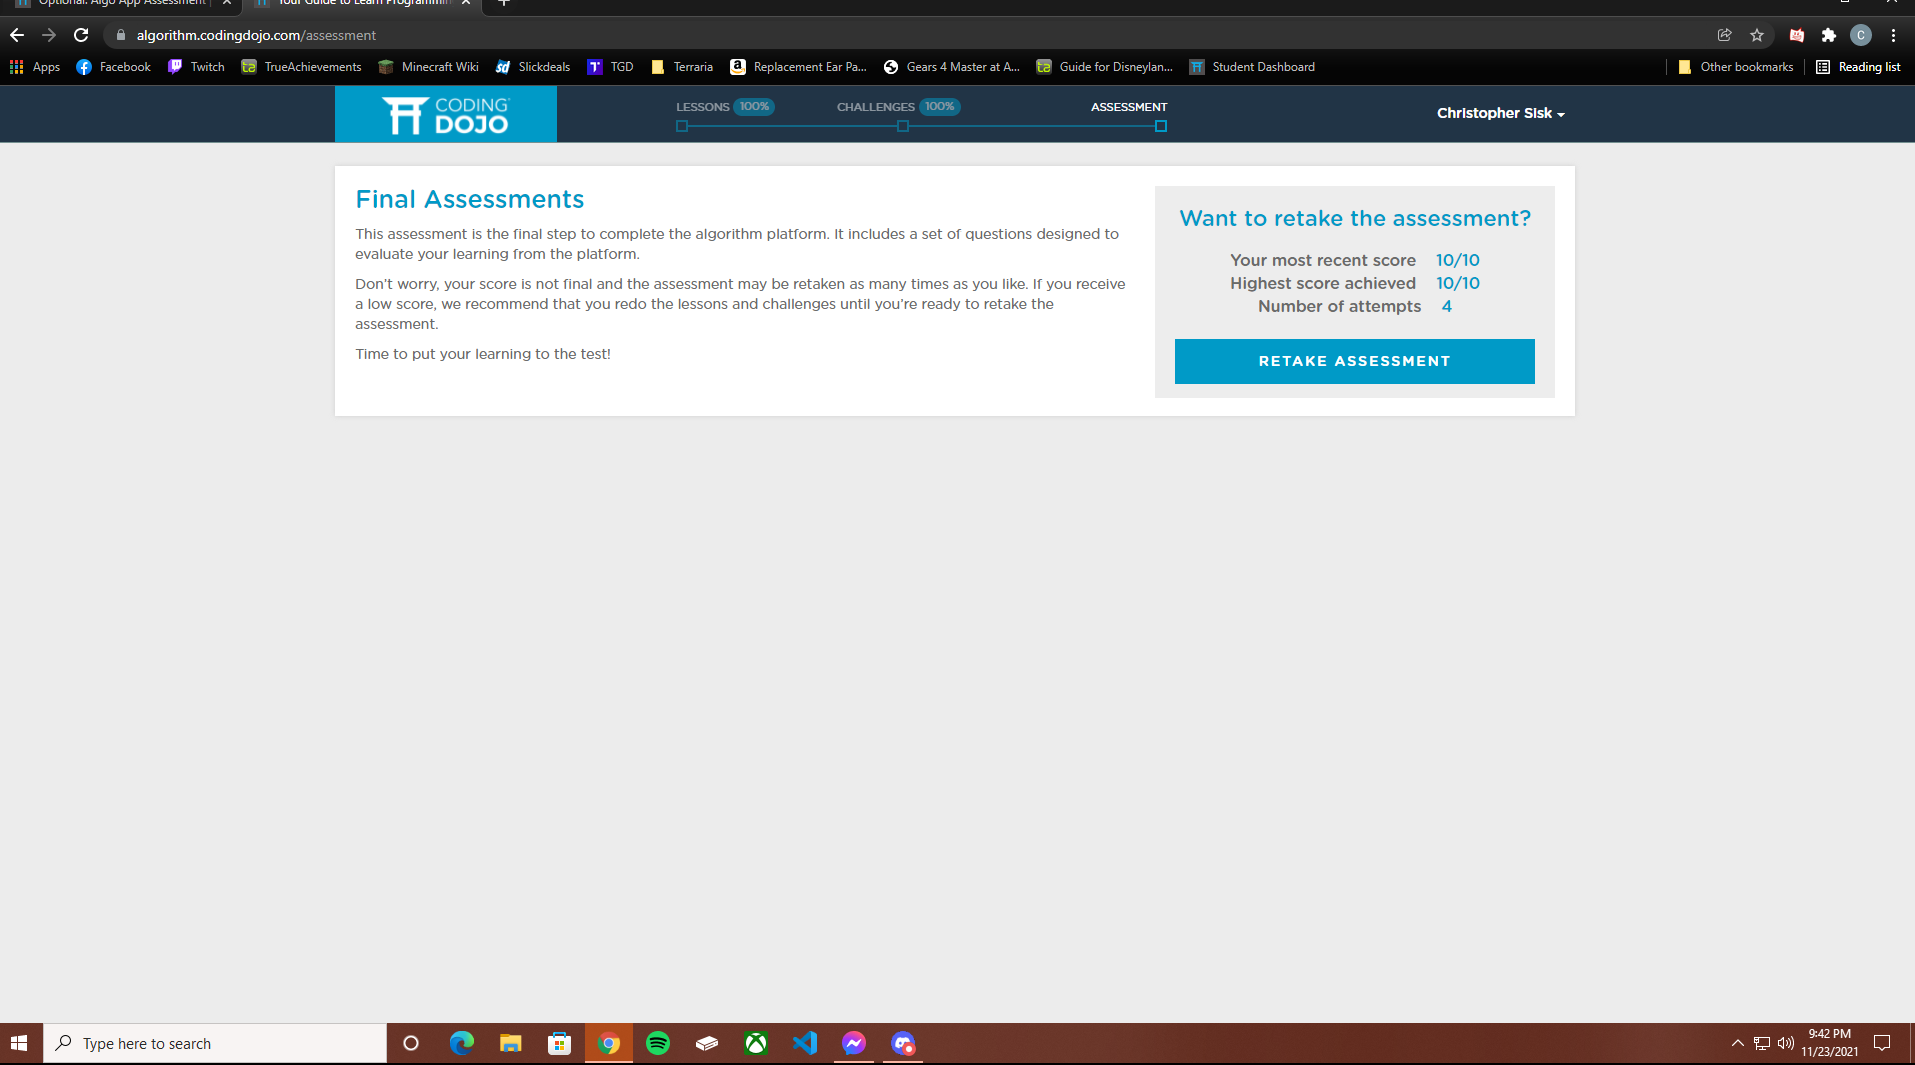 Optional: Algo App Assessment
Your Guide to Learn Programmin
algorithm.codingdojo.com/assessment
C
Apps
Facebook
Twitch
TrueAchievements
Minecraft Wiki
Slickdeals
TGD
Terraria
Replacement Ear Pa...
Gears 4 Master at A...
Guide for Disneylan...
Student Dashboard
Other bookmarks
Reading list
CODING
DOJO
LESSONS 100%
CHALLENGES 100%
ASSESSMENT
Christopher Sisk
Final Assessments
This assessment is the final step to complete the algorithm platform. It includes a set of questions designed to
evaluate your learning from the platform.
Don't worry, your score is not final and the assessment may be retaken as many times as you like. If you receive
a low score, we recommend that you redo the lessons and challenges until you're ready to retake the
assessment.
Time to put your learning to the test!
Want to retake the assessment?
Your most recent score 10/10
Highest score achieved 10/10
Number of attempts 4
RETAKE ASSESSMENT
Type here to search
9:42 PM
11/23/2021